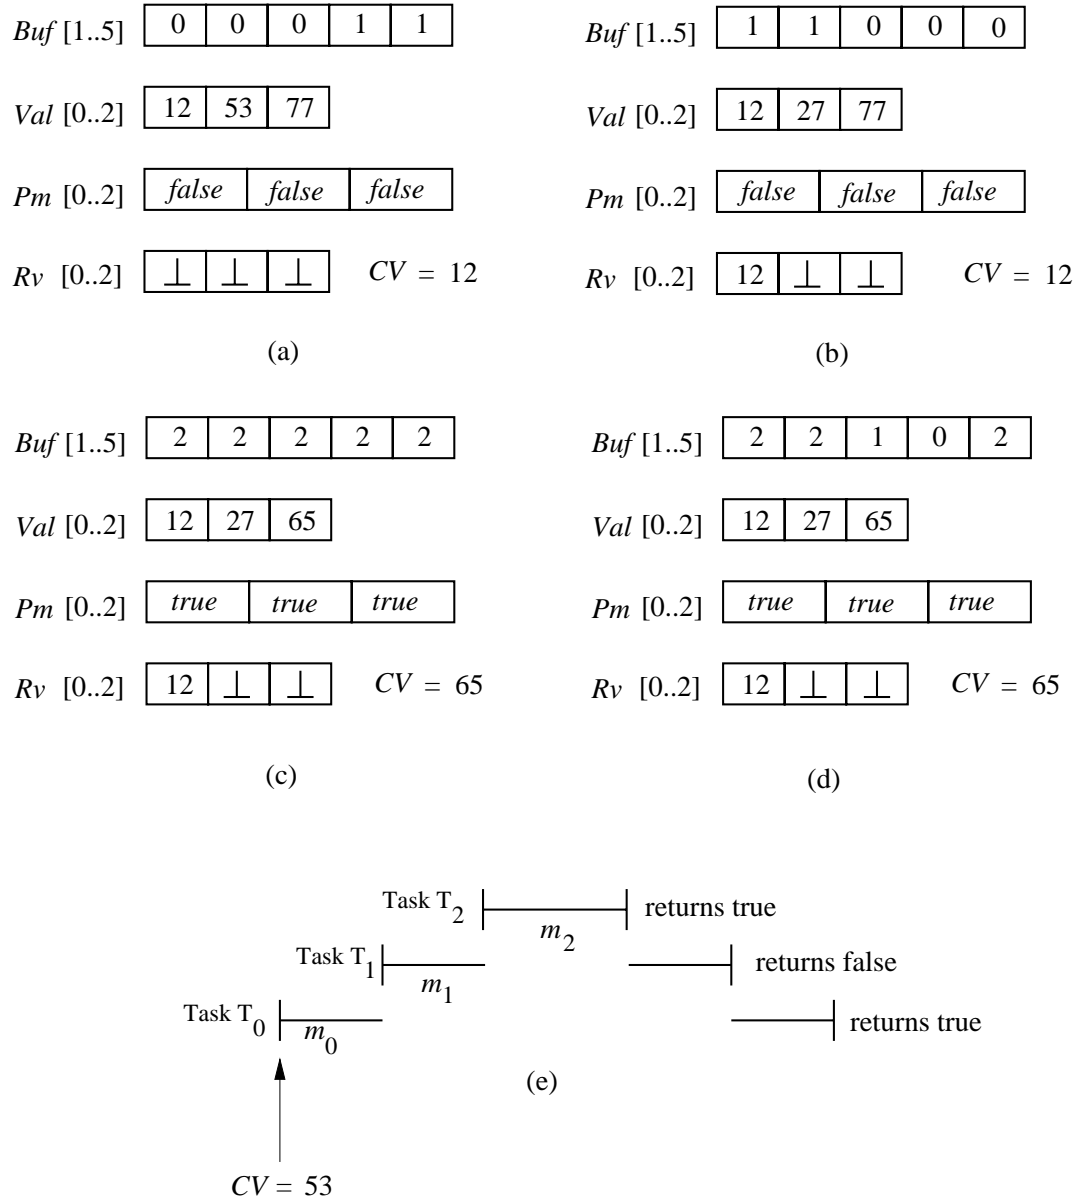 Buf [1..5] 0 0 0 1 1
Val [0..2] 12 53 77
Pm [0..2] false false false
Rv [0..2] ⊥ ⊥ ⊥ CV = 12
(a)
Buf [1..5] 1 1 0 0 0
Val [0..2] 12 27 77
Pm [0..2] false false false
Rv [0..2] 12 ⊥ ⊥ CV = 12
(b)
Buf [1..5] 2 2 2 2 2
Val [0..2] 12 27 65
Pm [0..2] true true true
Rv [0..2] 12 ⊥ ⊥ CV = 65
(c)
Buf [1..5] 2 2 1 0 2
Val [0..2] 12 27 65
Pm [0..2] true true true
Rv [0..2] 12 ⊥ ⊥ CV = 65
(d)
Task T2 m2 returns true
Task T1 m1 returns false
Task T0 m0 returns true
(e)
CV = 53